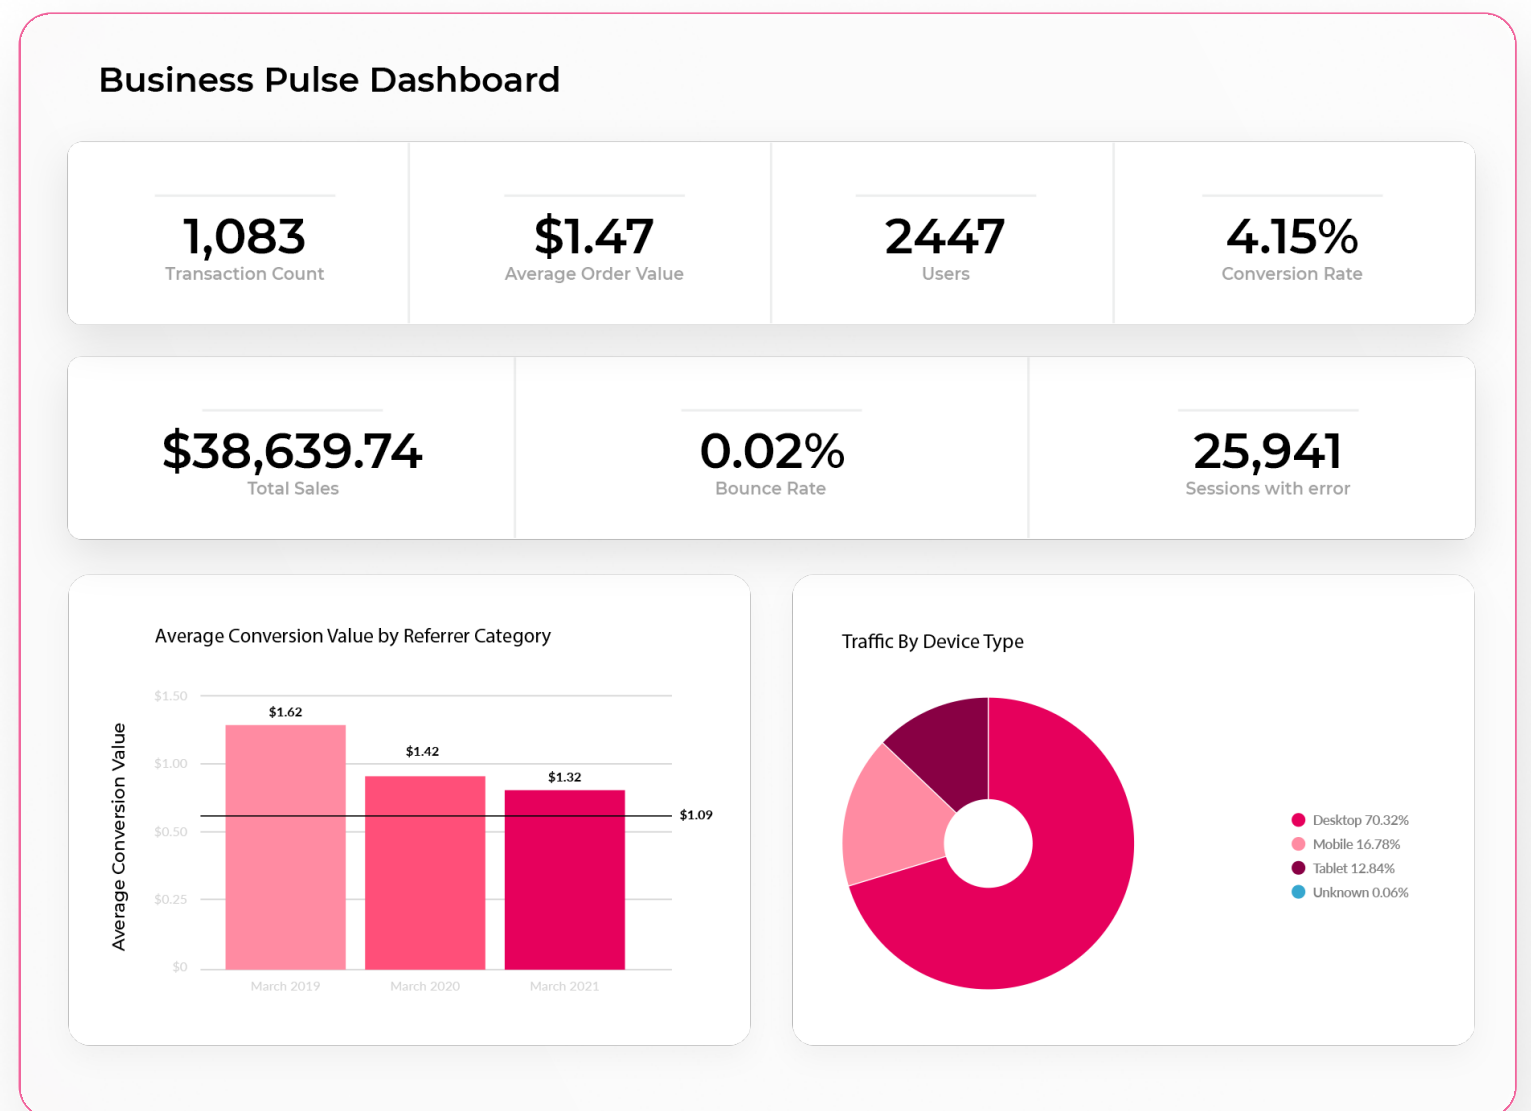 Business Pulse Dashboard
1,083
Transaction Count
$1.47
Average Order Value
2447
Users
4.15%
Conversion Rate
$38,639.74
Total Sales
0.02%
Bounce Rate
25,941
Sessions with error
Average Conversion Value by Referrer Category
Average Conversion Value
$1.50
$1.00
$0.50
$0.25
$0
$1.62
$1.42
$1.32
$1.09
March 2019
March 2020
March 2021
Traffic By Device Type
Desktop 70.32%
Mobile 16.78%
Tablet 12.84%
Unknown 0.06%